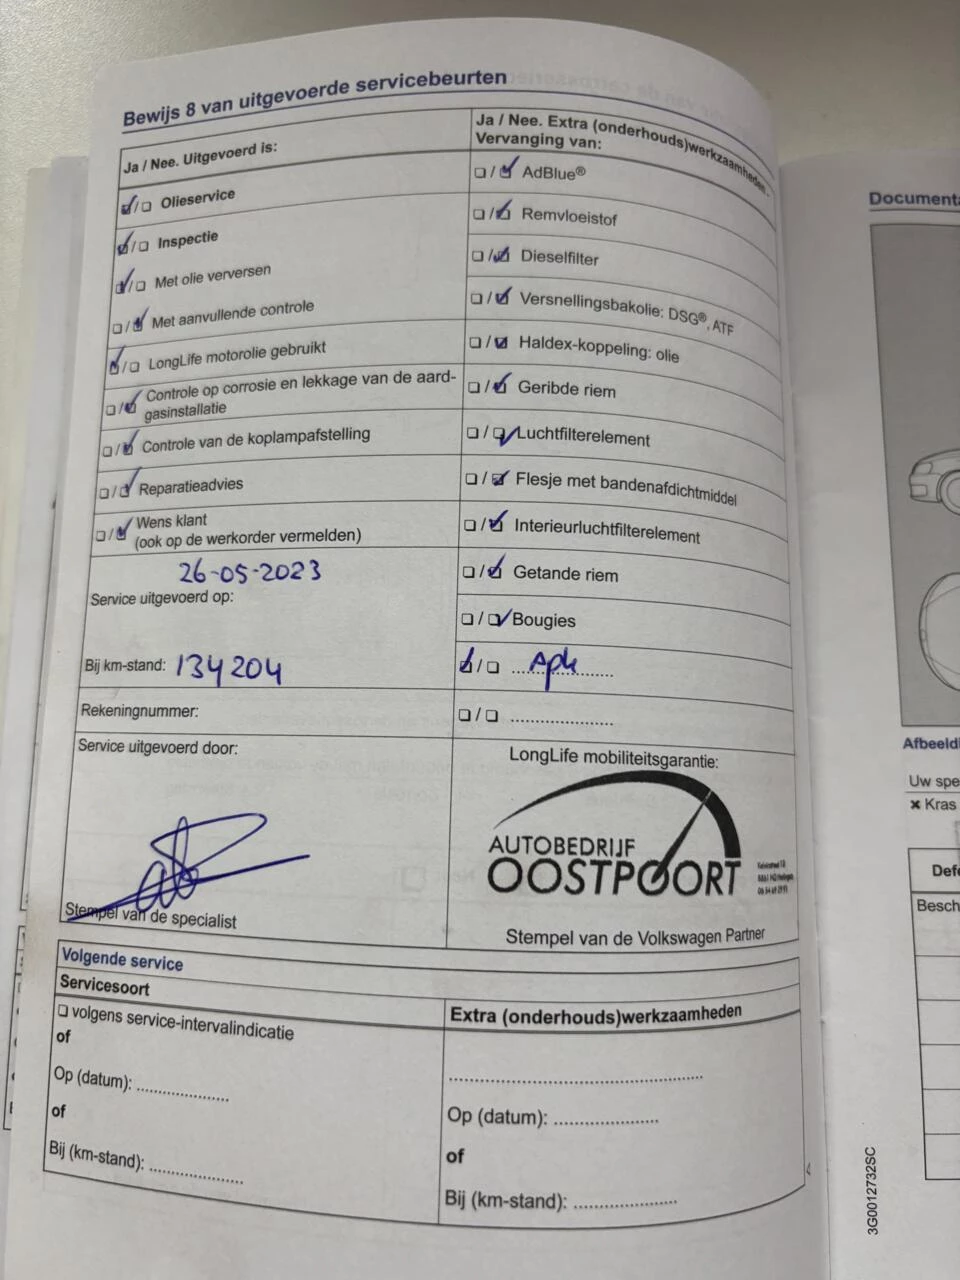 Bewijs 8 van uitgevoerde servicebeurten
Ja / Nee. Uitgevoerd is:
☑/☐ Olieservice
☑/☐ Inspectie
☑/☐ Met olie verversen
☐/☑ Met aanvullende controle
☑/☐ LongLife motorolie gebruikt
☐/☑ Controle op corrosie en lekkage van de aard-
gasinstallatie
☐/☑ Controle van de koplampafstelling
☐/☑ Reparatieadvies
☐/☑ Wens klant
(ook op de werkorder vermelden)
26-05-2023
Service uitgevoerd op:
Bij km-stand: 134204
Rekeningnummer:
Service uitgevoerd door:
Stempel van de specialist
Ja / Nee. Extra (onderhouds)werkzaamheden.
Vervanging van:
☐/☑ AdBlue®
☐/☑ Remvloeistof
☐/☑ Dieselfilter
☐/☑ Versnellingsbakolie: DSG®, ATF
☐/☑ Haldex-koppeling: olie
☐/☑ Geribde riem
☐/☑ Luchtfilterelement
☐/☑ Flesje met bandenafdichtmiddel
☐/☑ Interieurluchtfilterelement
☐/☑ Getande riem
☐/☑ Bougies
☑/☐ ...Apk...
☐/☐ ....................
LongLife mobiliteitsgarantie:
AUTOBEDRIJF
OOSTPOORT
Stempel van de Volkswagen Partner
Volgende service
Servicesoort
☐ volgens service-intervalindicatie
of
Op (datum): ..................
of
Bij (km-stand): ..................
Extra (onderhouds)werkzaamheden
..................................................
Op (datum): ....................
of
Bij (km-stand): ....................
3G0012732SC
Afbeeldi
Uw spe
✖ Kras
Defe
Besch
Documenta